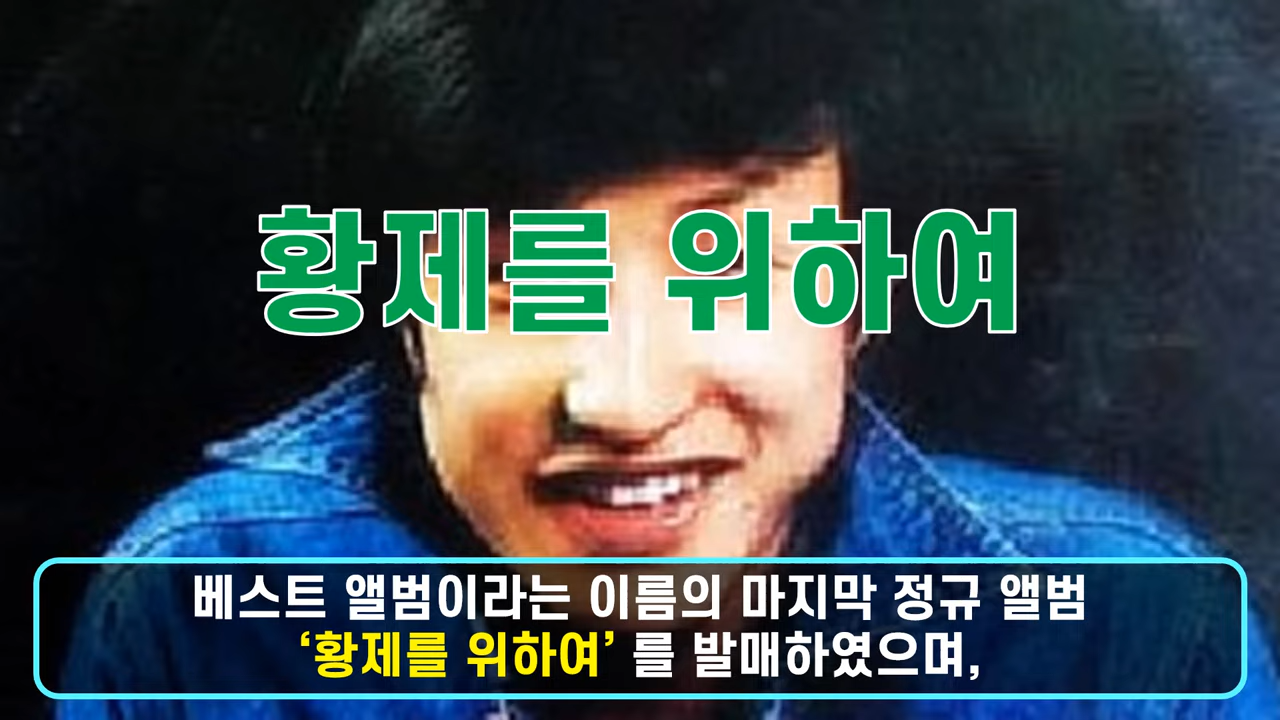 황제를 위하여
베스트 앨범이라는 이름의 마지막 정규 앨범
‘황제를 위하여’ 를 발매하였으며,